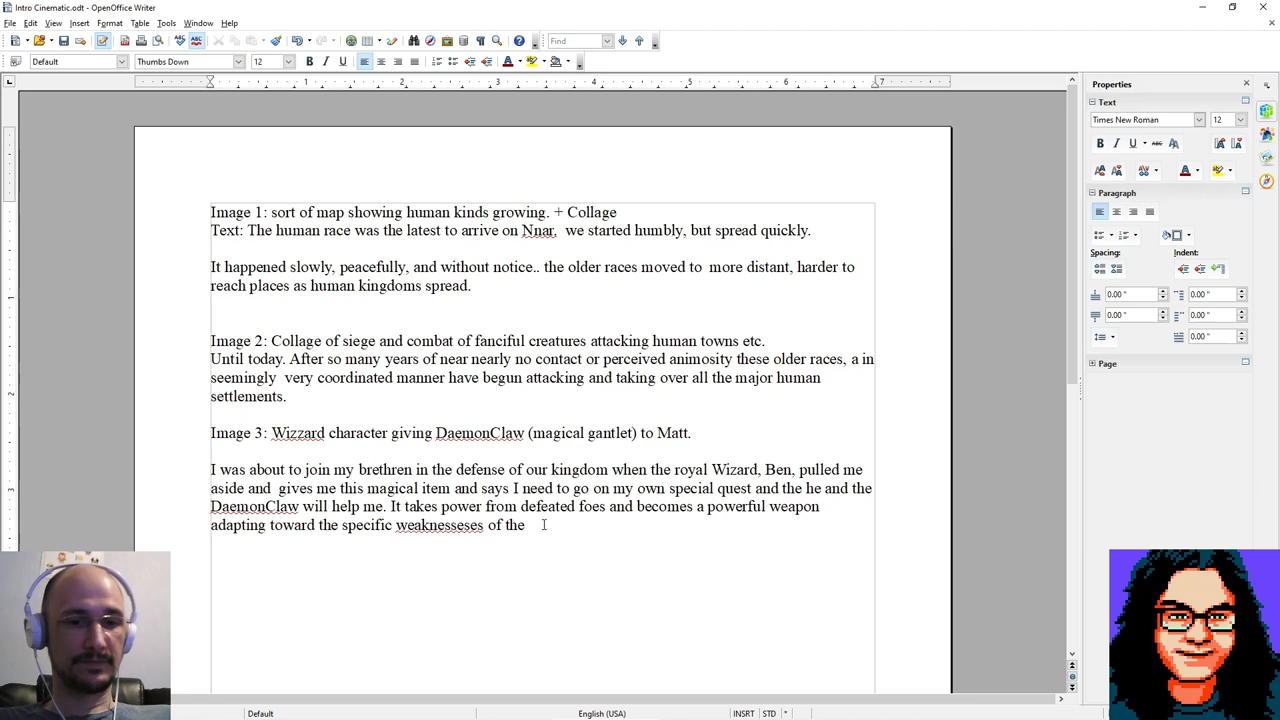 Intro Cinematic.odt - OpenOffice Writer
File Edit View Insert Format Table Tools Window Help
Find
Default Thumbs Down 12
1 2 3 4 5 6 7
Properties
Text
Times New Roman 12
Paragraph
Spacing: Indent:
0.00 " 0.00 "
0.00 " 0.00 "
0.00 "
Page
Image 1: sort of map showing human kinds growing. + Collage
Text: The human race was the latest to arrive on Nnar,  we started humbly, but spread quickly.
It happened slowly, peacefully, and without notice.. the older races moved to  more distant, harder to
reach places as human kingdoms spread.
Image 2: Collage of siege and combat of fanciful creatures attacking human towns etc.
Until today. After so many years of near nearly no contact or perceived animosity these older races, a in
seemingly  very coordinated manner have begun attacking and taking over all the major human
settlements.
Image 3: Wizzard character giving DaemonClaw (magical gantlet) to Matt.
I was about to join my brethren in the defense of our kingdom when the royal Wizard, Ben, pulled me
aside and  gives me this magical item and says I need to go on my own special quest and the he and the
DaemonClaw will help me. It takes power from defeated foes and becomes a powerful weapon
adapting toward the specific weaknesseses of the
Default English (USA) INSRT STD *